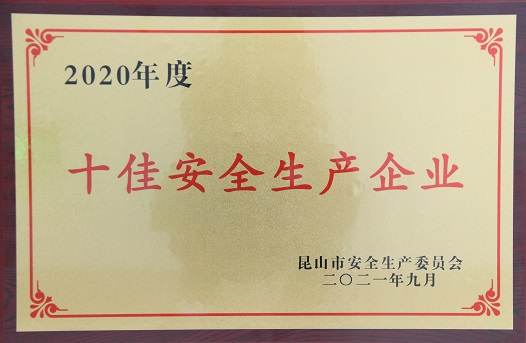 2020年度
十佳安全生产企业
昆山市安全生产委员会
二〇二一年九月